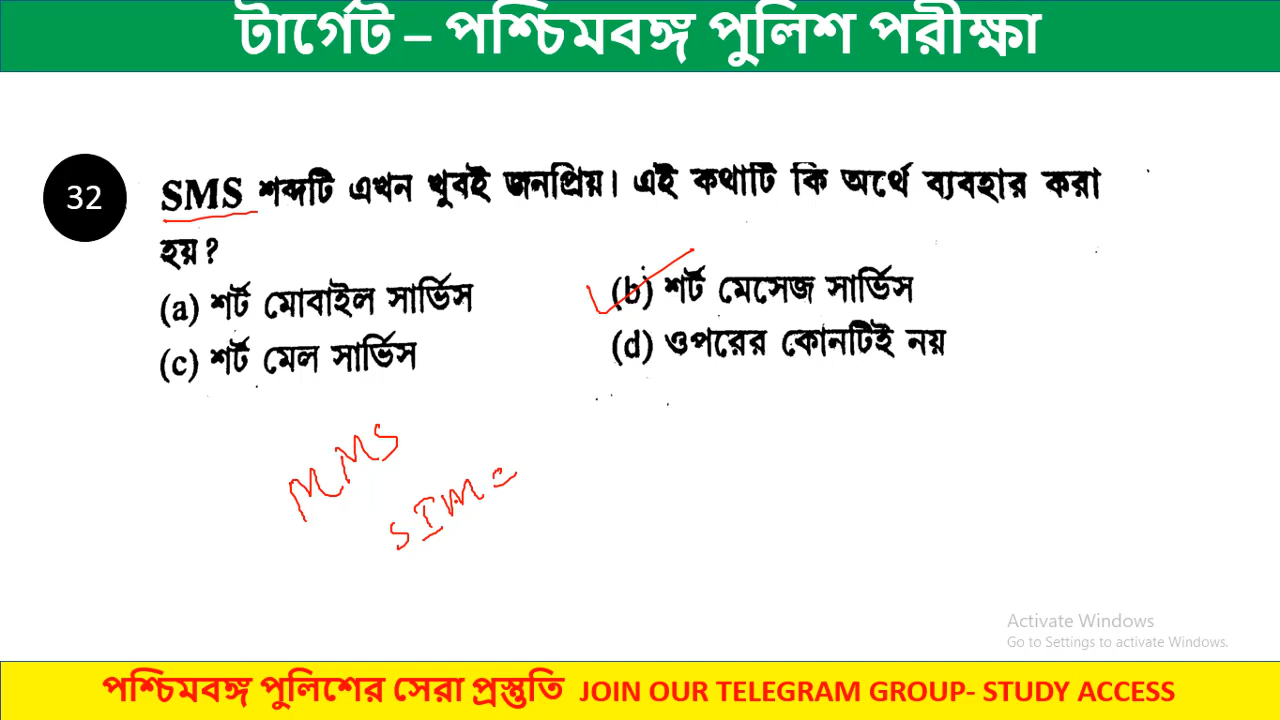 টার্গেট – পশ্চিমবঙ্গ পুলিশ পরীক্ষা
32
SMS শব্দটি এখন খুবই জনপ্রিয়। এই কথাটি কি অর্থে ব্যবহার করা
হয়?
(a) শর্ট মোবাইল সার্ভিস
(b) শর্ট মেসেজ সার্ভিস
(c) শর্ট মেল সার্ভিস
(d) ওপরের কোনটিই নয়
MMS
SIM =
Activate Windows
Go to Settings to activate Windows.
পশ্চিমবঙ্গ পুলিশের সেরা প্রস্তুতি JOIN OUR TELEGRAM GROUP- STUDY ACCESS